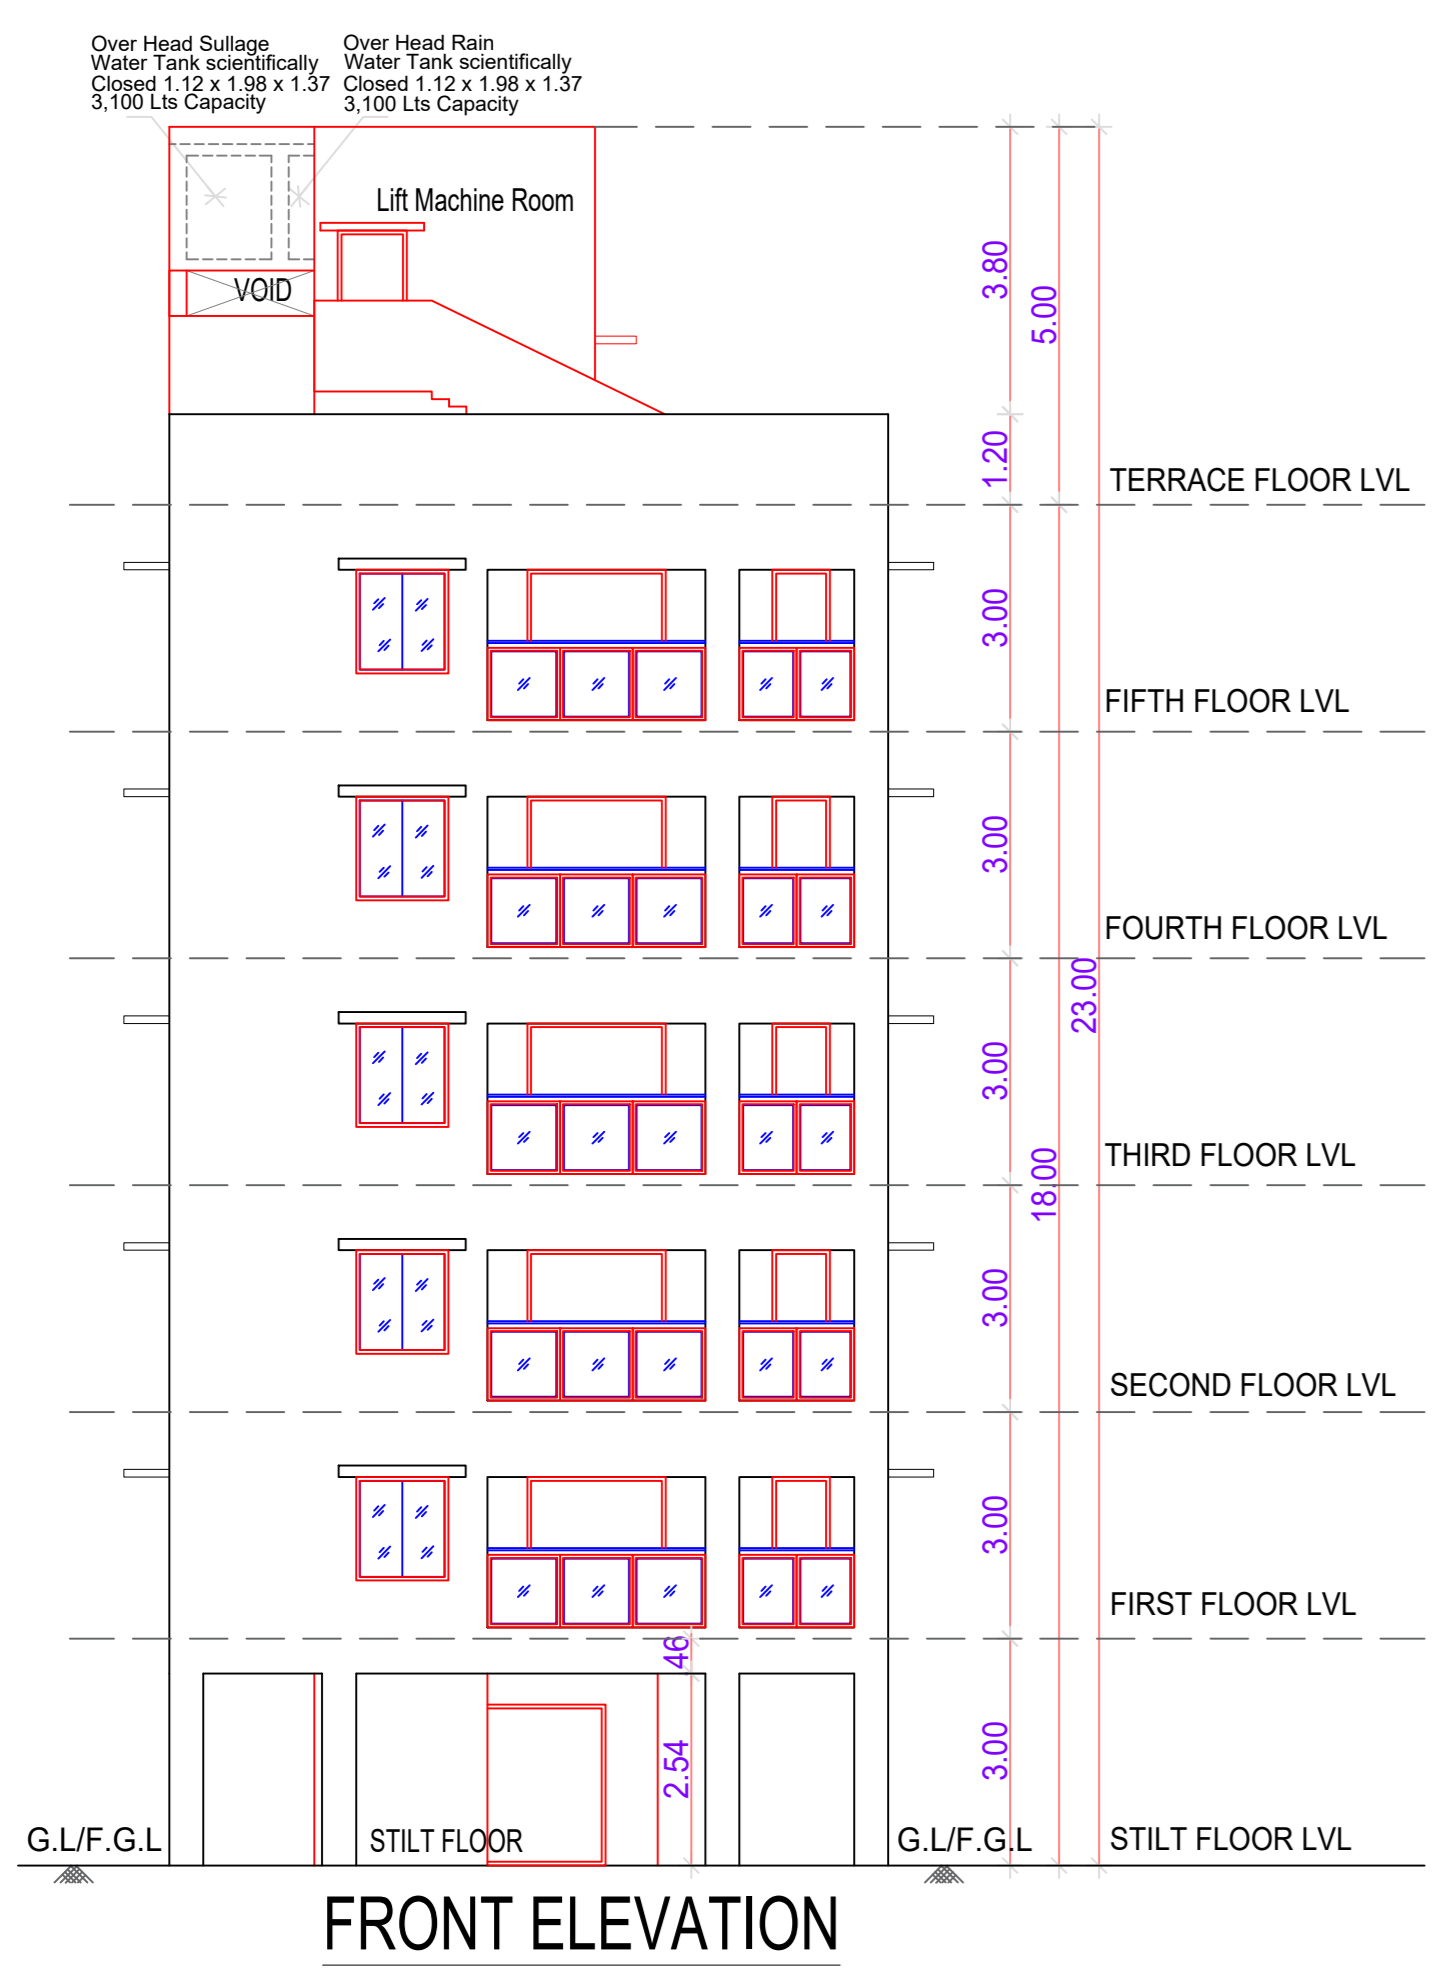 Over Head Sullage
Water Tank scientifically
Closed 1.12 x 1.98 x 1.37
3,100 Lts Capacity
Over Head Rain
Water Tank scientifically
Closed 1.12 x 1.98 x 1.37
3,100 Lts Capacity
Lift Machine Room
VOID
3.80
5.00
1.20
TERRACE FLOOR LVL
3.00
FIFTH FLOOR LVL
3.00
FOURTH FLOOR LVL
23.00
3.00
THIRD FLOOR LVL
18.00
3.00
SECOND FLOOR LVL
3.00
FIRST FLOOR LVL
46
2.54
3.00
G.L/F.G.L
STILT FLOOR
G.L/F.G.L
STILT FLOOR LVL
FRONT ELEVATION